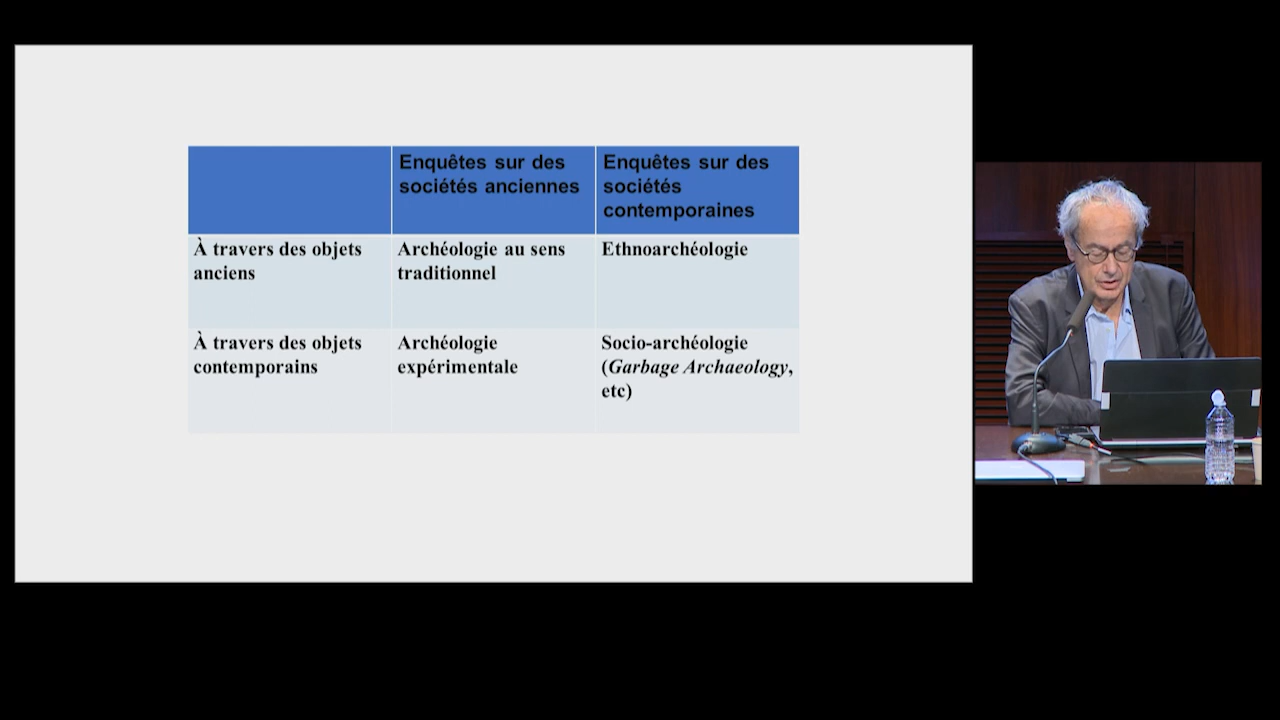 Enquêtes sur des
sociétés anciennes
Enquêtes sur des
sociétés
contemporaines
À travers des objets
anciens
Archéologie au sens
traditionnel
Ethnoarchéologie
À travers des objets
contemporains
Archéologie
expérimentale
Socio-archéologie
(Garbage Archaeology,
etc)